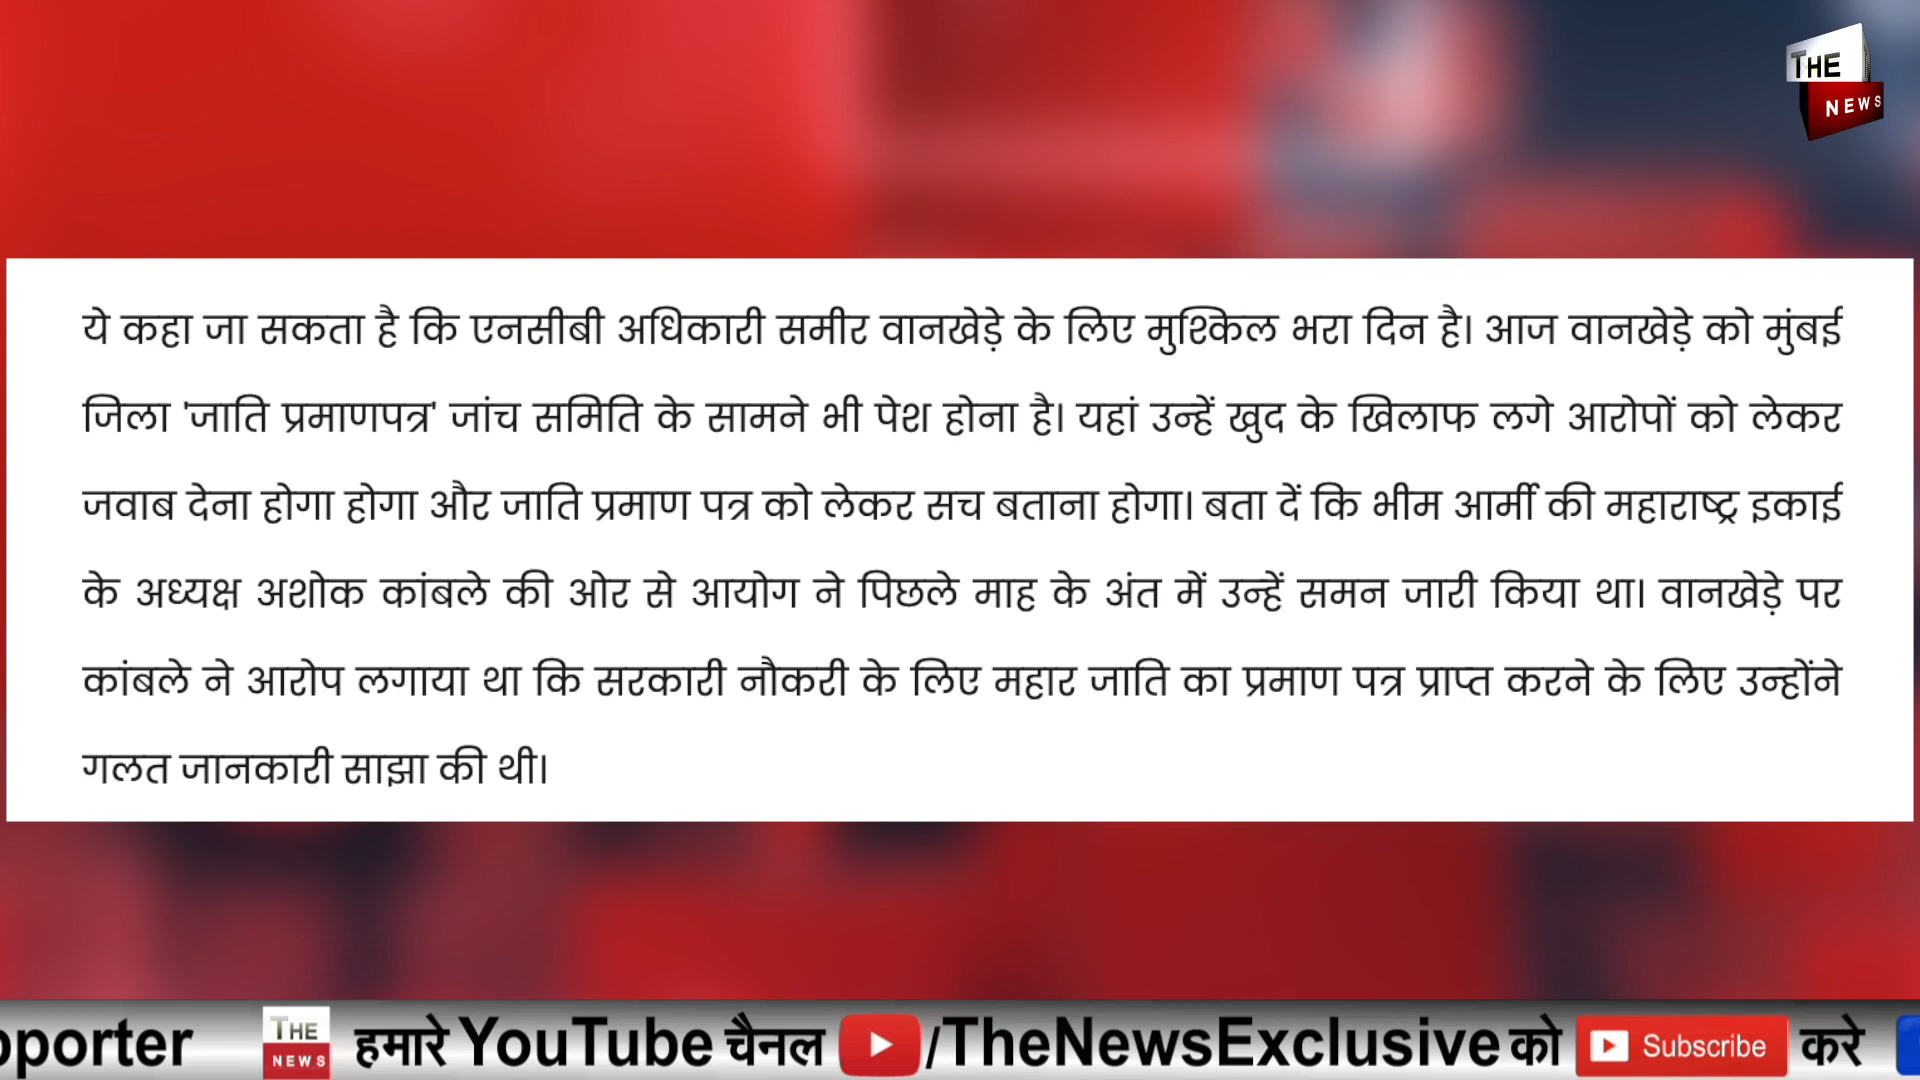 THE
NEWS
ये कहा जा सकता है कि एनसीबी अधिकारी समीर वानखेड़े के लिए मुश्किल भरा दिन है। आज वानखेड़े को मुंबई
जिला 'जाति प्रमाणपत्र' जांच समिति के सामने भी पेश होना है। यहां उन्हें खुद के खिलाफ लगे आरोपों को लेकर
जवाब देना होगा होगा और जाति प्रमाण पत्र को लेकर सच बताना होगा। बता दें कि भीम आर्मी की महाराष्ट्र इकाई
के अध्यक्ष अशोक कांबले की ओर से आयोग ने पिछले माह के अंत में उन्हें समन जारी किया था। वानखेड़े पर
कांबले ने आरोप लगाया था कि सरकारी नौकरी के लिए महार जाति का प्रमाण पत्र प्राप्त करने के लिए उन्होंने
गलत जानकारी साझा की थी।
pporter THE NEWS हमारे YouTube चैनल /TheNewsExclusive को Subscribe करे